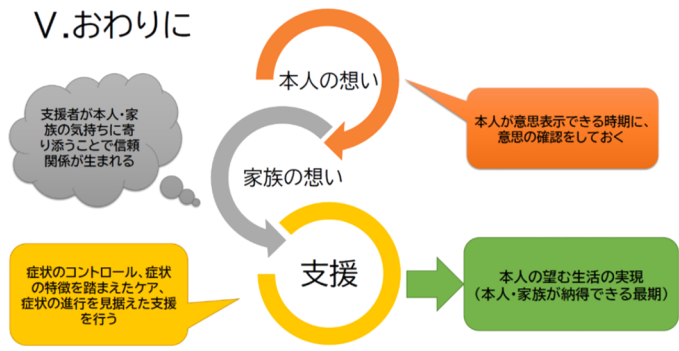 Ⅴ.おわりに
本人の想い
支援者が本人・家
族の気持ちに寄
り添うことで信頼
関係が生まれる
本人が意思表示できる時期に、
意思の確認をしておく
家族の想い
症状のコントロール、症状
の特徴を踏まえたケア、
症状の進行を見据えた支援
を行う
支援
本人の望む生活の実現
（本人・家族が納得できる最期）